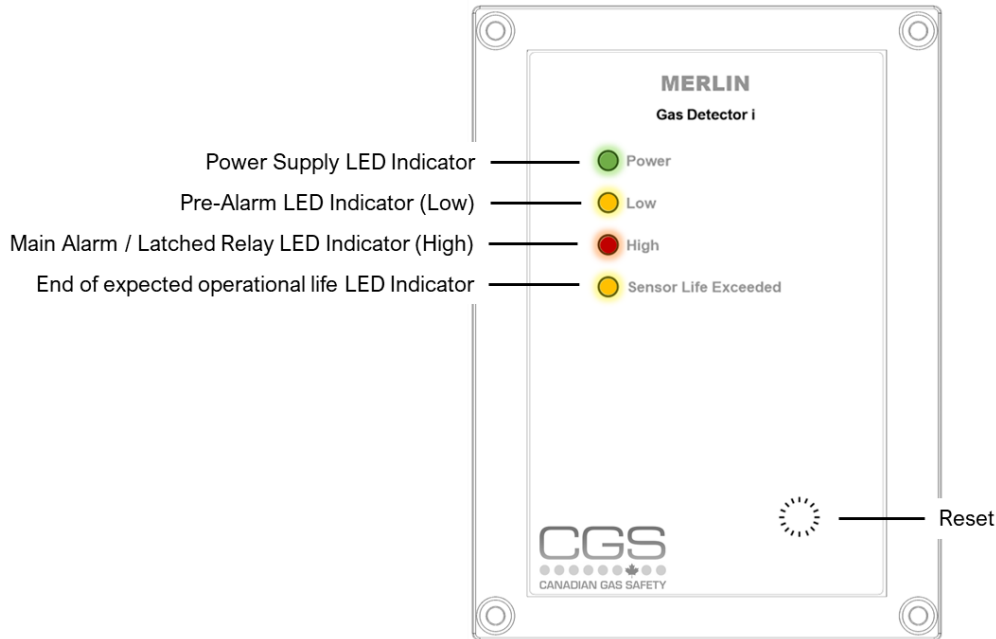 MERLIN
Gas Detector i
Power Supply LED Indicator
Power
Pre-Alarm LED Indicator (Low)
Low
Main Alarm / Latched Relay LED Indicator (High)
High
End of expected operational life LED Indicator
Sensor Life Exceeded
Reset
CGS
CANADIAN GAS SAFETY